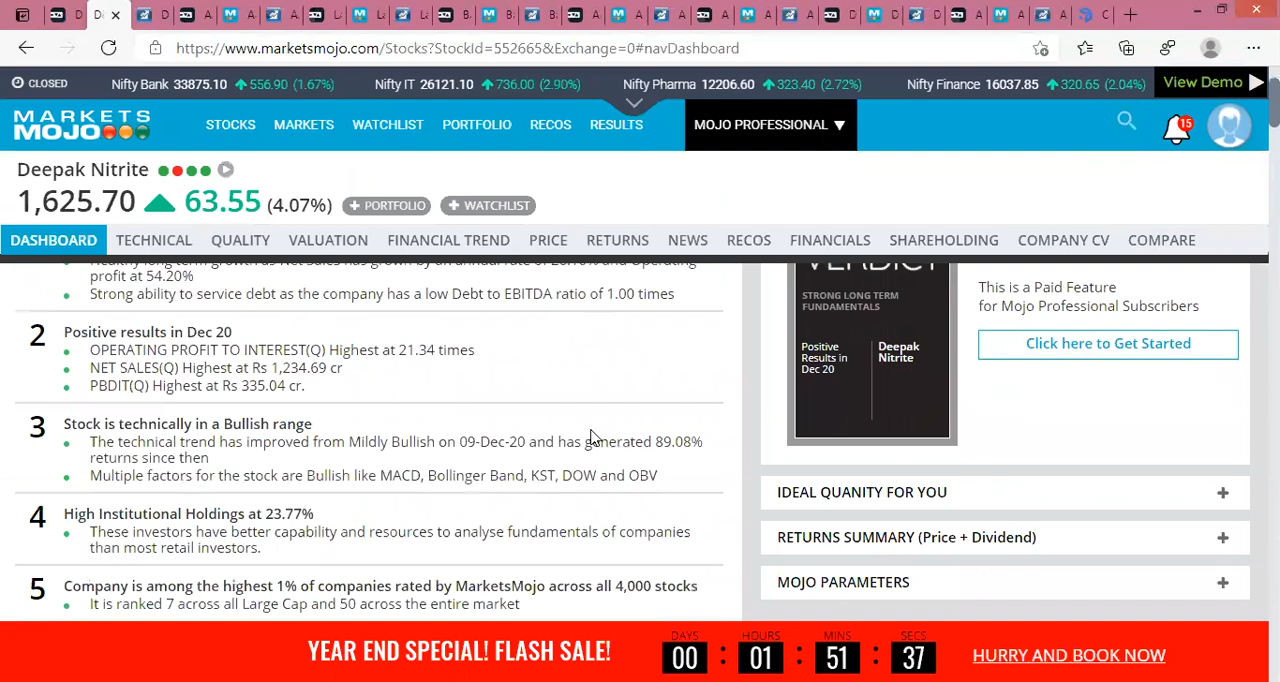 D
D
D
A
M
A
A
L
M
L
L
B
M
B
B
A
M
A
A
A
M
A
A
D
M
D
D
A
M
A
A
C
https://www.marketsmojo.com/Stocks?StockId=552665&Exchange=0#navDashboard
CLOSED Nifty Bank 33875.10 556.90 (1.67%) Nifty IT 26121.10 736.00 (2.90%) Nifty Pharma 12206.60 323.40 (2.72%) Nifty Finance 16037.85 320.65 (2.04%) View Demo
MARKETS
MOJO
STOCKS MARKETS WATCHLIST PORTFOLIO RECOS RESULTS MOJO PROFESSIONAL ▼ 15
Deepak Nitrite
1,625.70 63.55 (4.07%) + PORTFOLIO + WATCHLIST
DASHBOARD TECHNICAL QUALITY VALUATION FINANCIAL TREND PRICE RETURNS NEWS RECOS FINANCIALS SHAREHOLDING COMPANY CV COMPARE
profit at 54.20%
Strong ability to service debt as the company has a low Debt to EBITDA ratio of 1.00 times
2 Positive results in Dec 20
OPERATING PROFIT TO INTEREST(Q) Highest at 21.34 times
NET SALES(Q) Highest at Rs 1,234.69 cr
PBDIT(Q) Highest at Rs 335.04 cr.
3 Stock is technically in a Bullish range
The technical trend has improved from Mildly Bullish on 09-Dec-20 and has generated 89.08%
returns since then
Multiple factors for the stock are Bullish like MACD, Bollinger Band, KST, DOW and OBV
4 High Institutional Holdings at 23.77%
These investors have better capability and resources to analyse fundamentals of companies
than most retail investors.
5 Company is among the highest 1% of companies rated by MarketsMojo across all 4,000 stocks
It is ranked 7 across all Large Cap and 50 across the entire market
VERDICT
STRONG LONG TERM
FUNDAMENTALS
Positive
Results in
Dec 20
Deepak
Nitrite
This is a Paid Feature
for Mojo Professional Subscribers
Click here to Get Started
IDEAL QUANITY FOR YOU +
RETURNS SUMMARY (Price + Dividend) +
MOJO PARAMETERS +
YEAR END SPECIAL! FLASH SALE!
DAYS HOURS MINS SECS
00 : 01 : 51 : 37
HURRY AND BOOK NOW